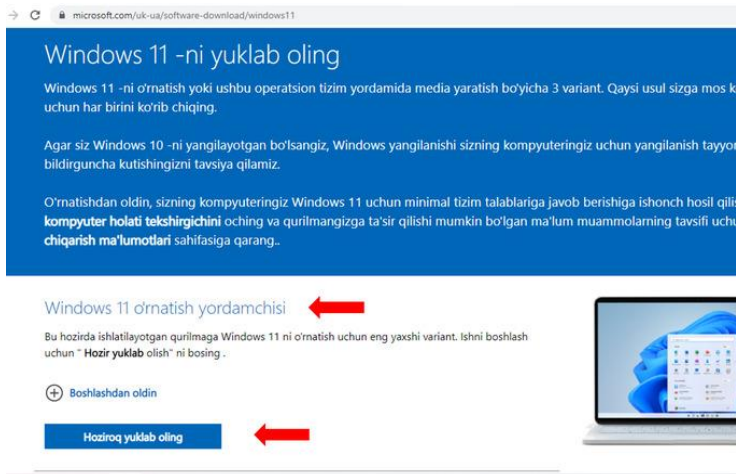 microsoft.com/uk-ua/software-download/windows11
Windows 11 -ni yuklab oling
Windows 11 -ni o'rnatish yoki ushbu operatsion tizim yordamida media yaratish bo'yicha 3 variant. Qaysi usul sizga mos
uchun har birini ko'rib chiqing.
Agar siz Windows 10 -ni yangilayotgan bo'lsangiz, Windows yangilanishi sizning kompyuteringiz uchun yangilanish
bildirguncha kutishingizni tavsiya qilamiz.
O'rnatishdan oldin, sizning kompyuteringiz Windows 11 uchun minimal tizim talablariga javob berishiga ishonch hosil
kompyuter holati tekshirgichini oching va qurilmangizga ta'sir qilishi mumkin bo'lgan ma'lum muammolarning tavsifi
chiqarish ma'lumotlari sahifasiga qarang..
Windows 11 o'rnatish yordamchisi
Bu hozirda ishlatilayotgan qurilmaga Windows 11 ni o'rnatish uchun eng yaxshi variant. Ishni boshlash
uchun " Hozir yuklab olish" ni bosing .
Boshlashdan oldin
Hoziroq yuklab oling